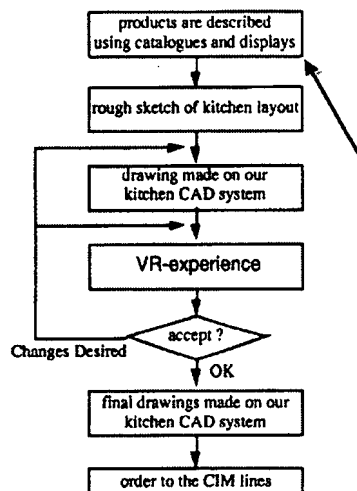 products are described
using catalogues and displays
rough sketch of kitchen layout
drawing made on our
kitchen CAD system
VR-experience
accept ?
Changes Desired
OK
final drawings made on our
kitchen CAD system
order to the CIM lines